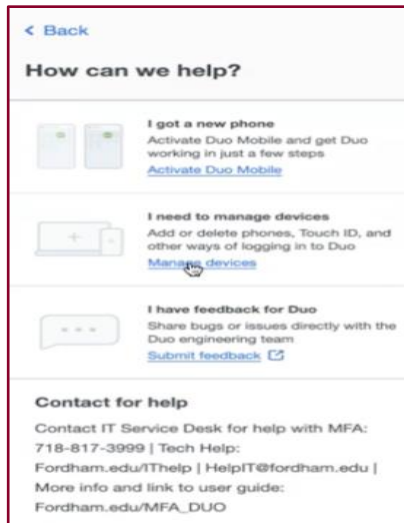 < Back
How can we help?
I got a new phone
Activate Duo Mobile and get Duo
working in just a few steps
Activate Duo Mobile
I need to manage devices
Add or delete phones, Touch ID, and
other ways of logging in to Duo
Manage devices
I have feedback for Duo
Share bugs or issues directly with the
Duo engineering team
Submit feedback
Contact for help
Contact IT Service Desk for help with MFA:
718-817-3999 | Tech Help:
Fordham.edu/IThelp | HelpIT@fordham.edu |
More info and link to user guide:
Fordham.edu/MFA_DUO